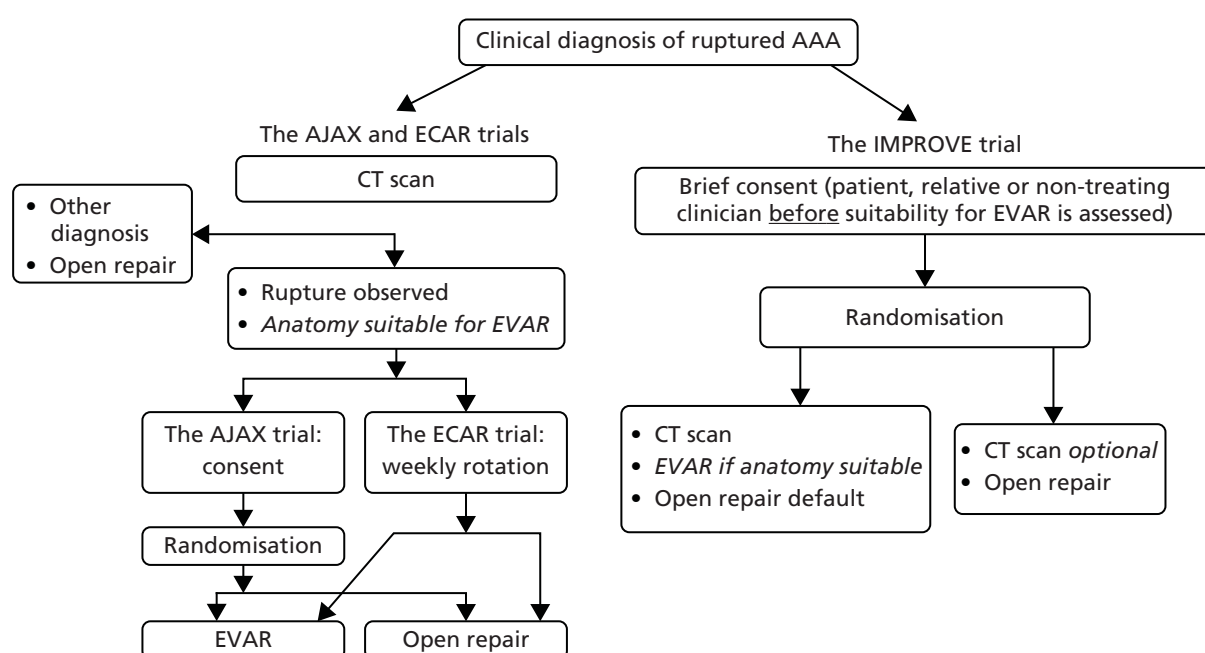 Clinical diagnosis of ruptured AAA
The AJAX and ECAR trials
CT scan
• Other
diagnosis
• Open repair
• Rupture observed
• Anatomy suitable for EVAR
The AJAX trial:
consent
The ECAR trial:
weekly rotation
Randomisation
EVAR
Open repair
The IMPROVE trial
Brief consent (patient, relative or non-treating
clinician before suitability for EVAR is assessed)
Randomisation
• CT scan
• EVAR if anatomy suitable
• Open repair default
• CT scan optional
• Open repair